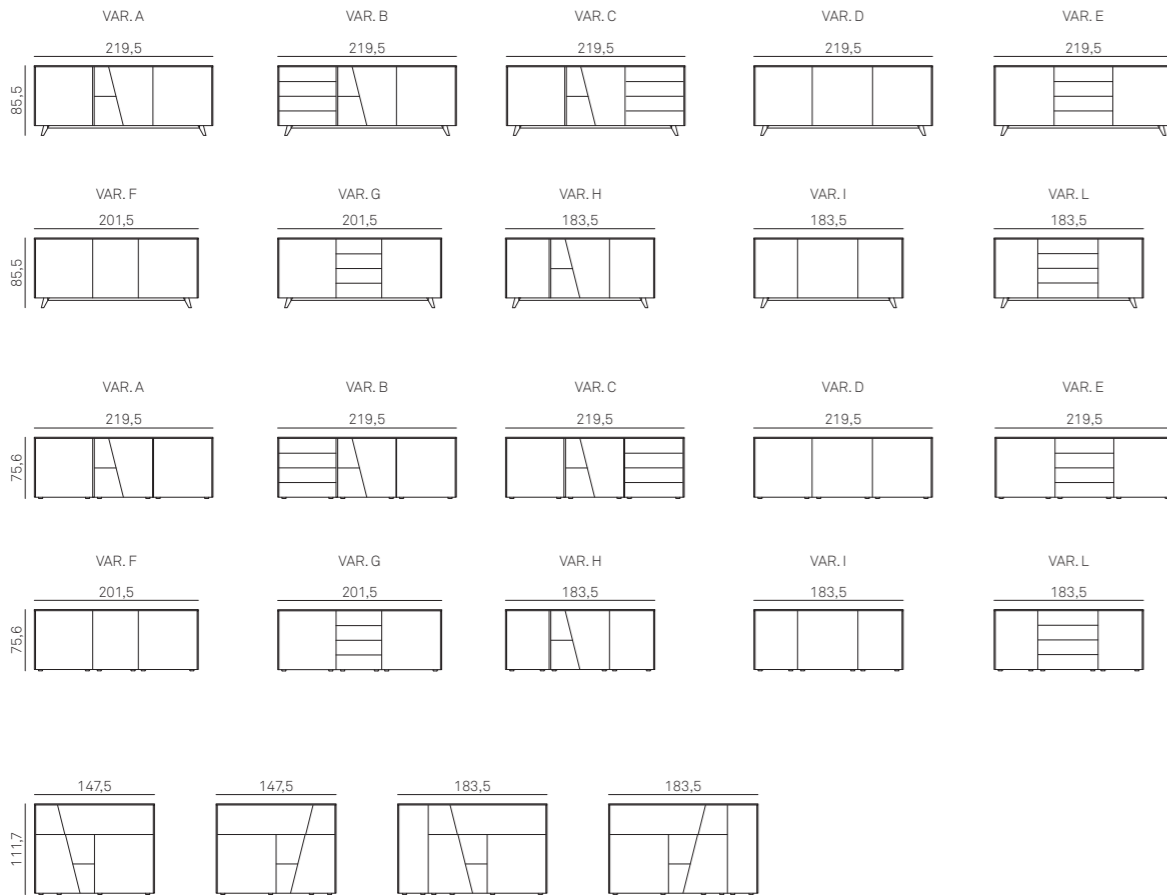 VAR. A VAR. B VAR. C VAR. D VAR. E
219,5 219,5 219,5 219,5 219,5
85,5
VAR. F VAR. G VAR. H VAR. I VAR. L
201,5 201,5 183,5 183,5 183,5
85,5
VAR. A VAR. B VAR. C VAR. D VAR. E
219,5 219,5 219,5 219,5 219,5
75,6
VAR. F VAR. G VAR. H VAR. I VAR. L
201,5 201,5 183,5 183,5 183,5
75,6
147,5 147,5 183,5 183,5
111,7